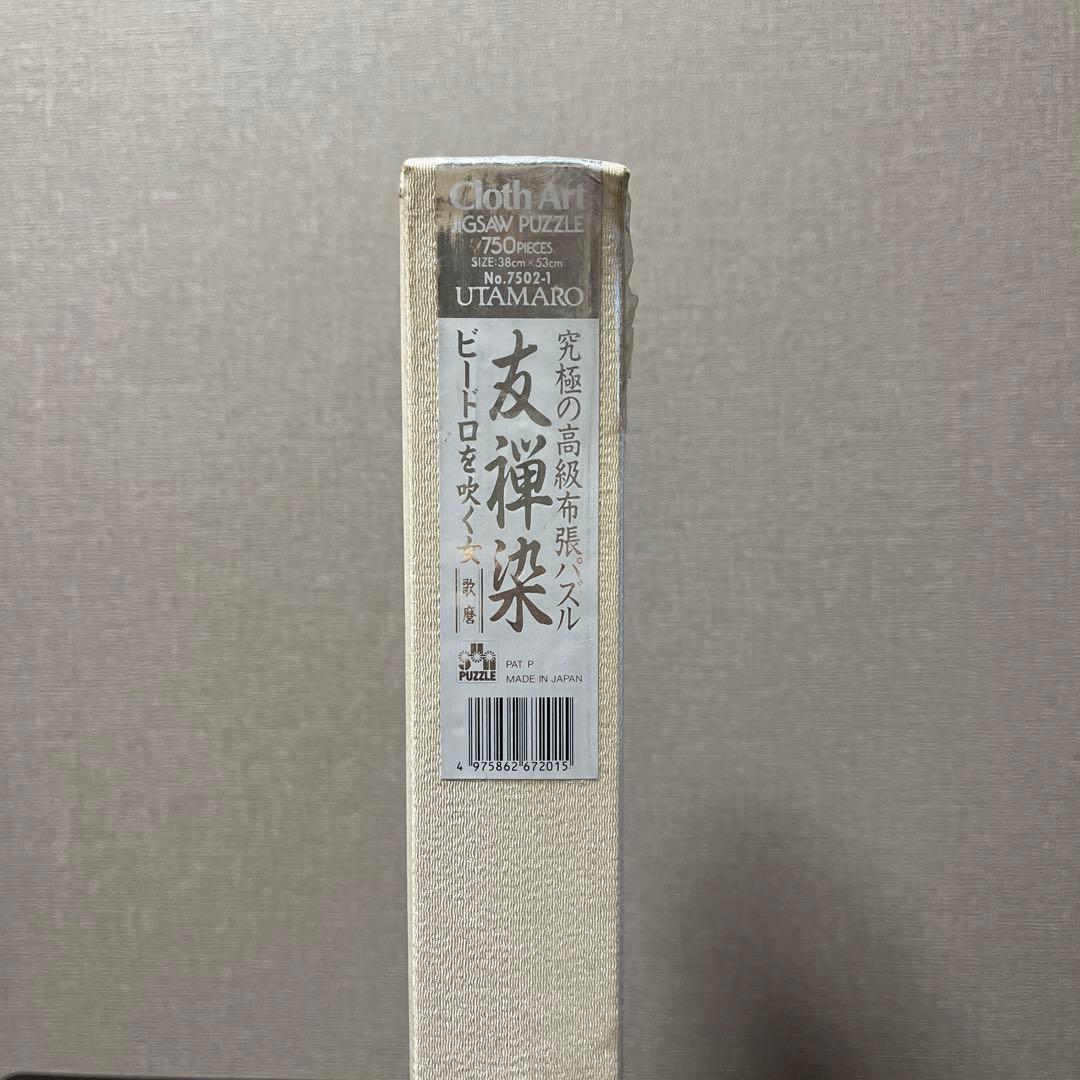 Cloth Art
JIGSAW PUZZLE
750PIECES
SIZE:38cm×53cm
No.7502-1
UTAMARO
究極の高級布張パズル
友禅染
ビードロを吹く女
歌麿
PUZZLE
PAT. P
MADE IN JAPAN
4 975862 672015